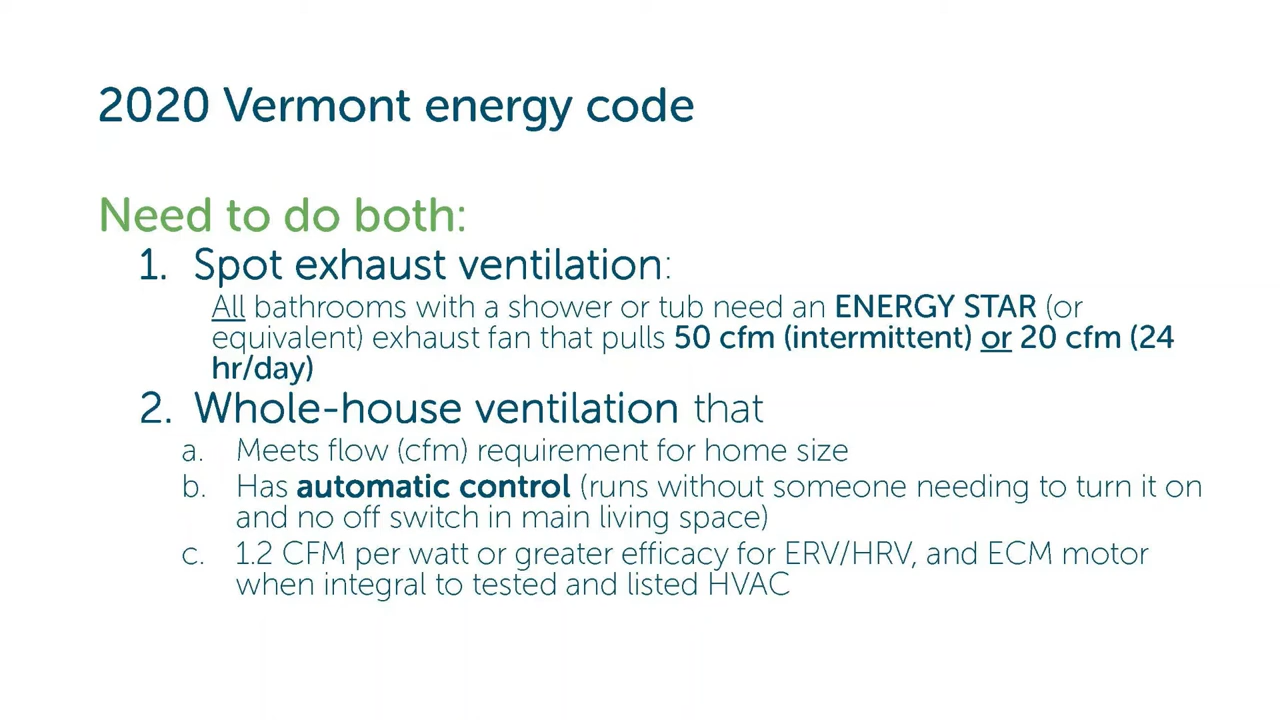 2020 Vermont energy code
Need to do both:
1. Spot exhaust ventilation:
All bathrooms with a shower or tub need an ENERGY STAR (or
equivalent) exhaust fan that pulls 50 cfm (intermittent) or 20 cfm (24
hr/day)
2. Whole-house ventilation that
a. Meets flow (cfm) requirement for home size
b. Has automatic control (runs without someone needing to turn it on
and no off switch in main living space)
c. 1.2 CFM per watt or greater efficacy for ERV/HRV, and ECM motor
when integral to tested and listed HVAC